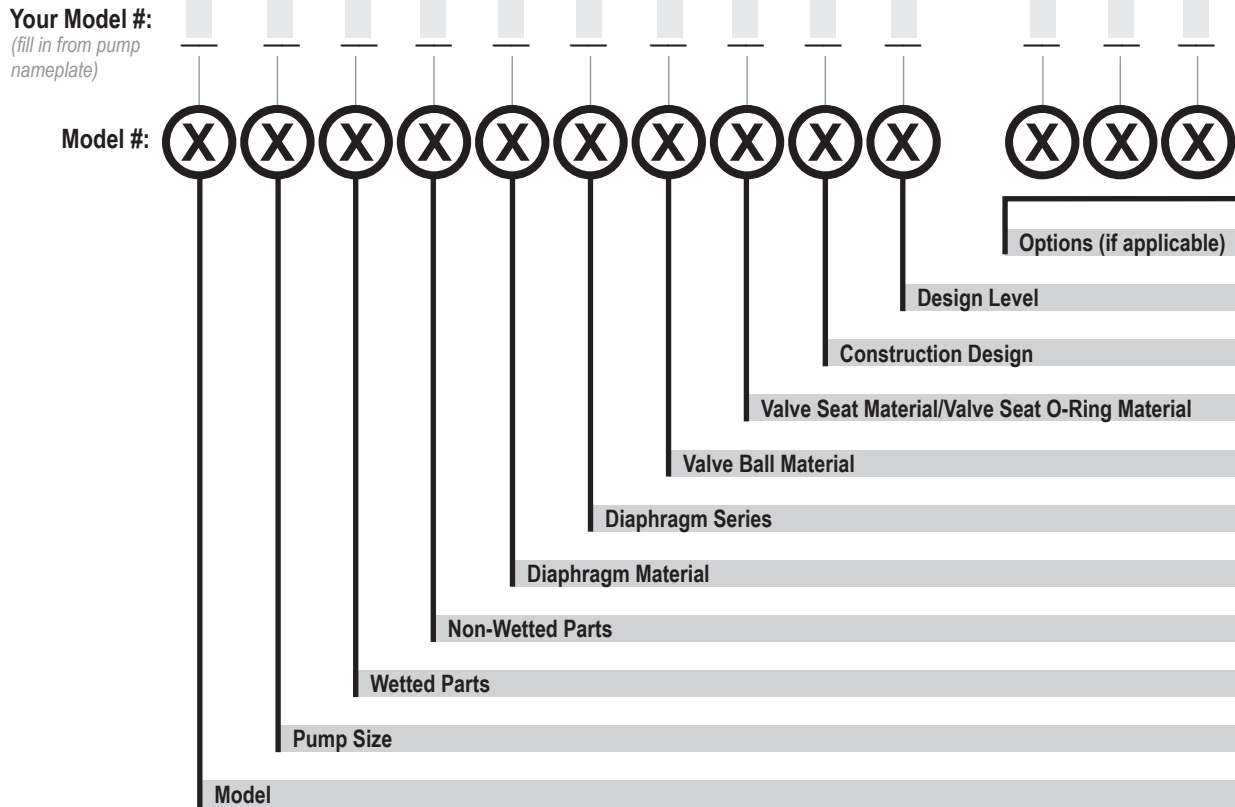 Your Model #:
(fill in from pump
nameplate)
Model #: X X X X X X X X X X X X X
Options (if applicable)
Design Level
Construction Design
Valve Seat Material/Valve Seat O-Ring Material
Valve Ball Material
Diaphragm Series
Diaphragm Material
Non-Wetted Parts
Wetted Parts
Pump Size
Model